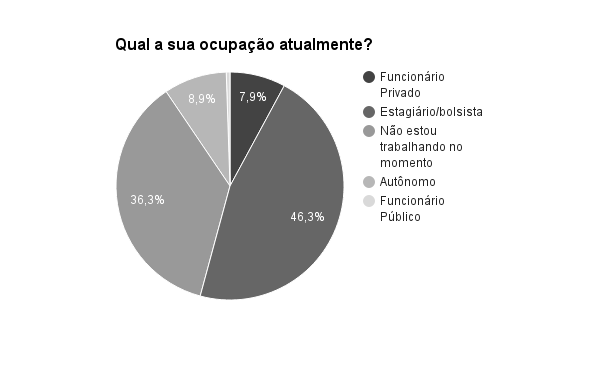 Qual a sua ocupação atualmente?
8,9%
7,9%
36,3%
46,3%
Funcionário
Privado
Estagiário/bolsista
Não estou
trabalhando no
momento
Autônomo
Funcionário
Público